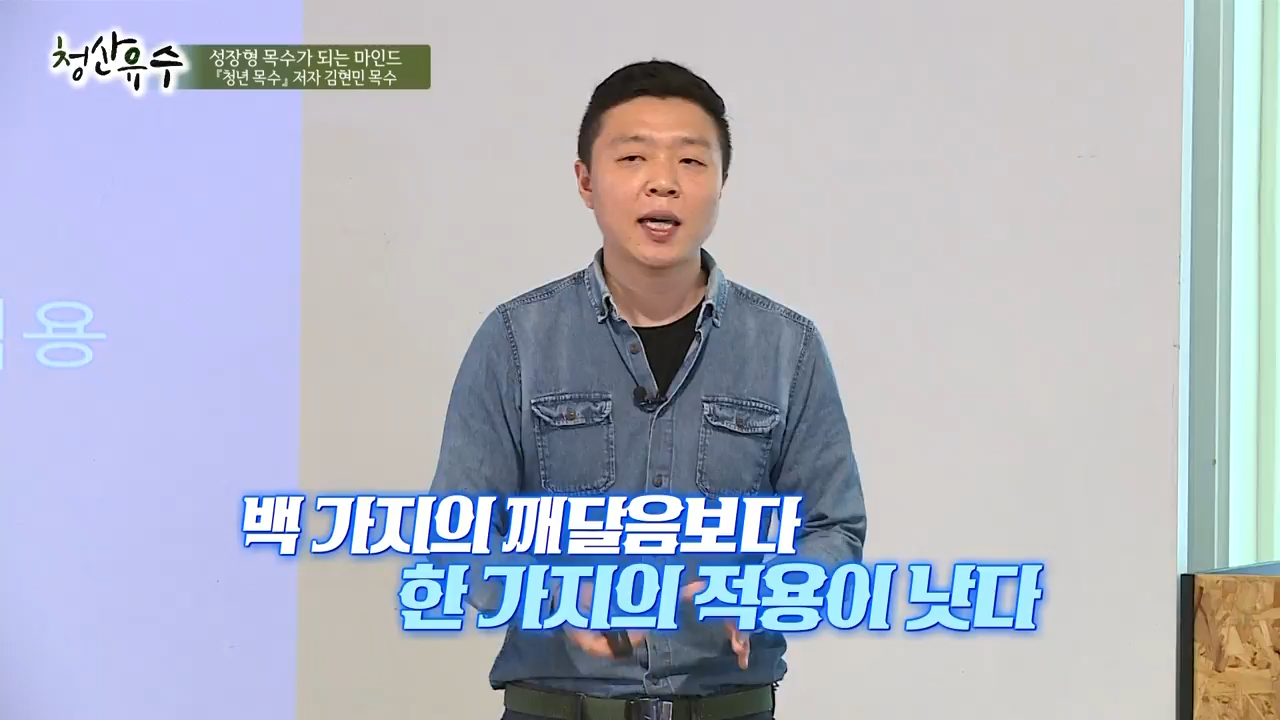 청산유수
성장형 목수가 되는 마인드
『청년 목수』 저자 김현민 목수
용
백 가지의 깨달음보다
한 가지의 적용이 낫다